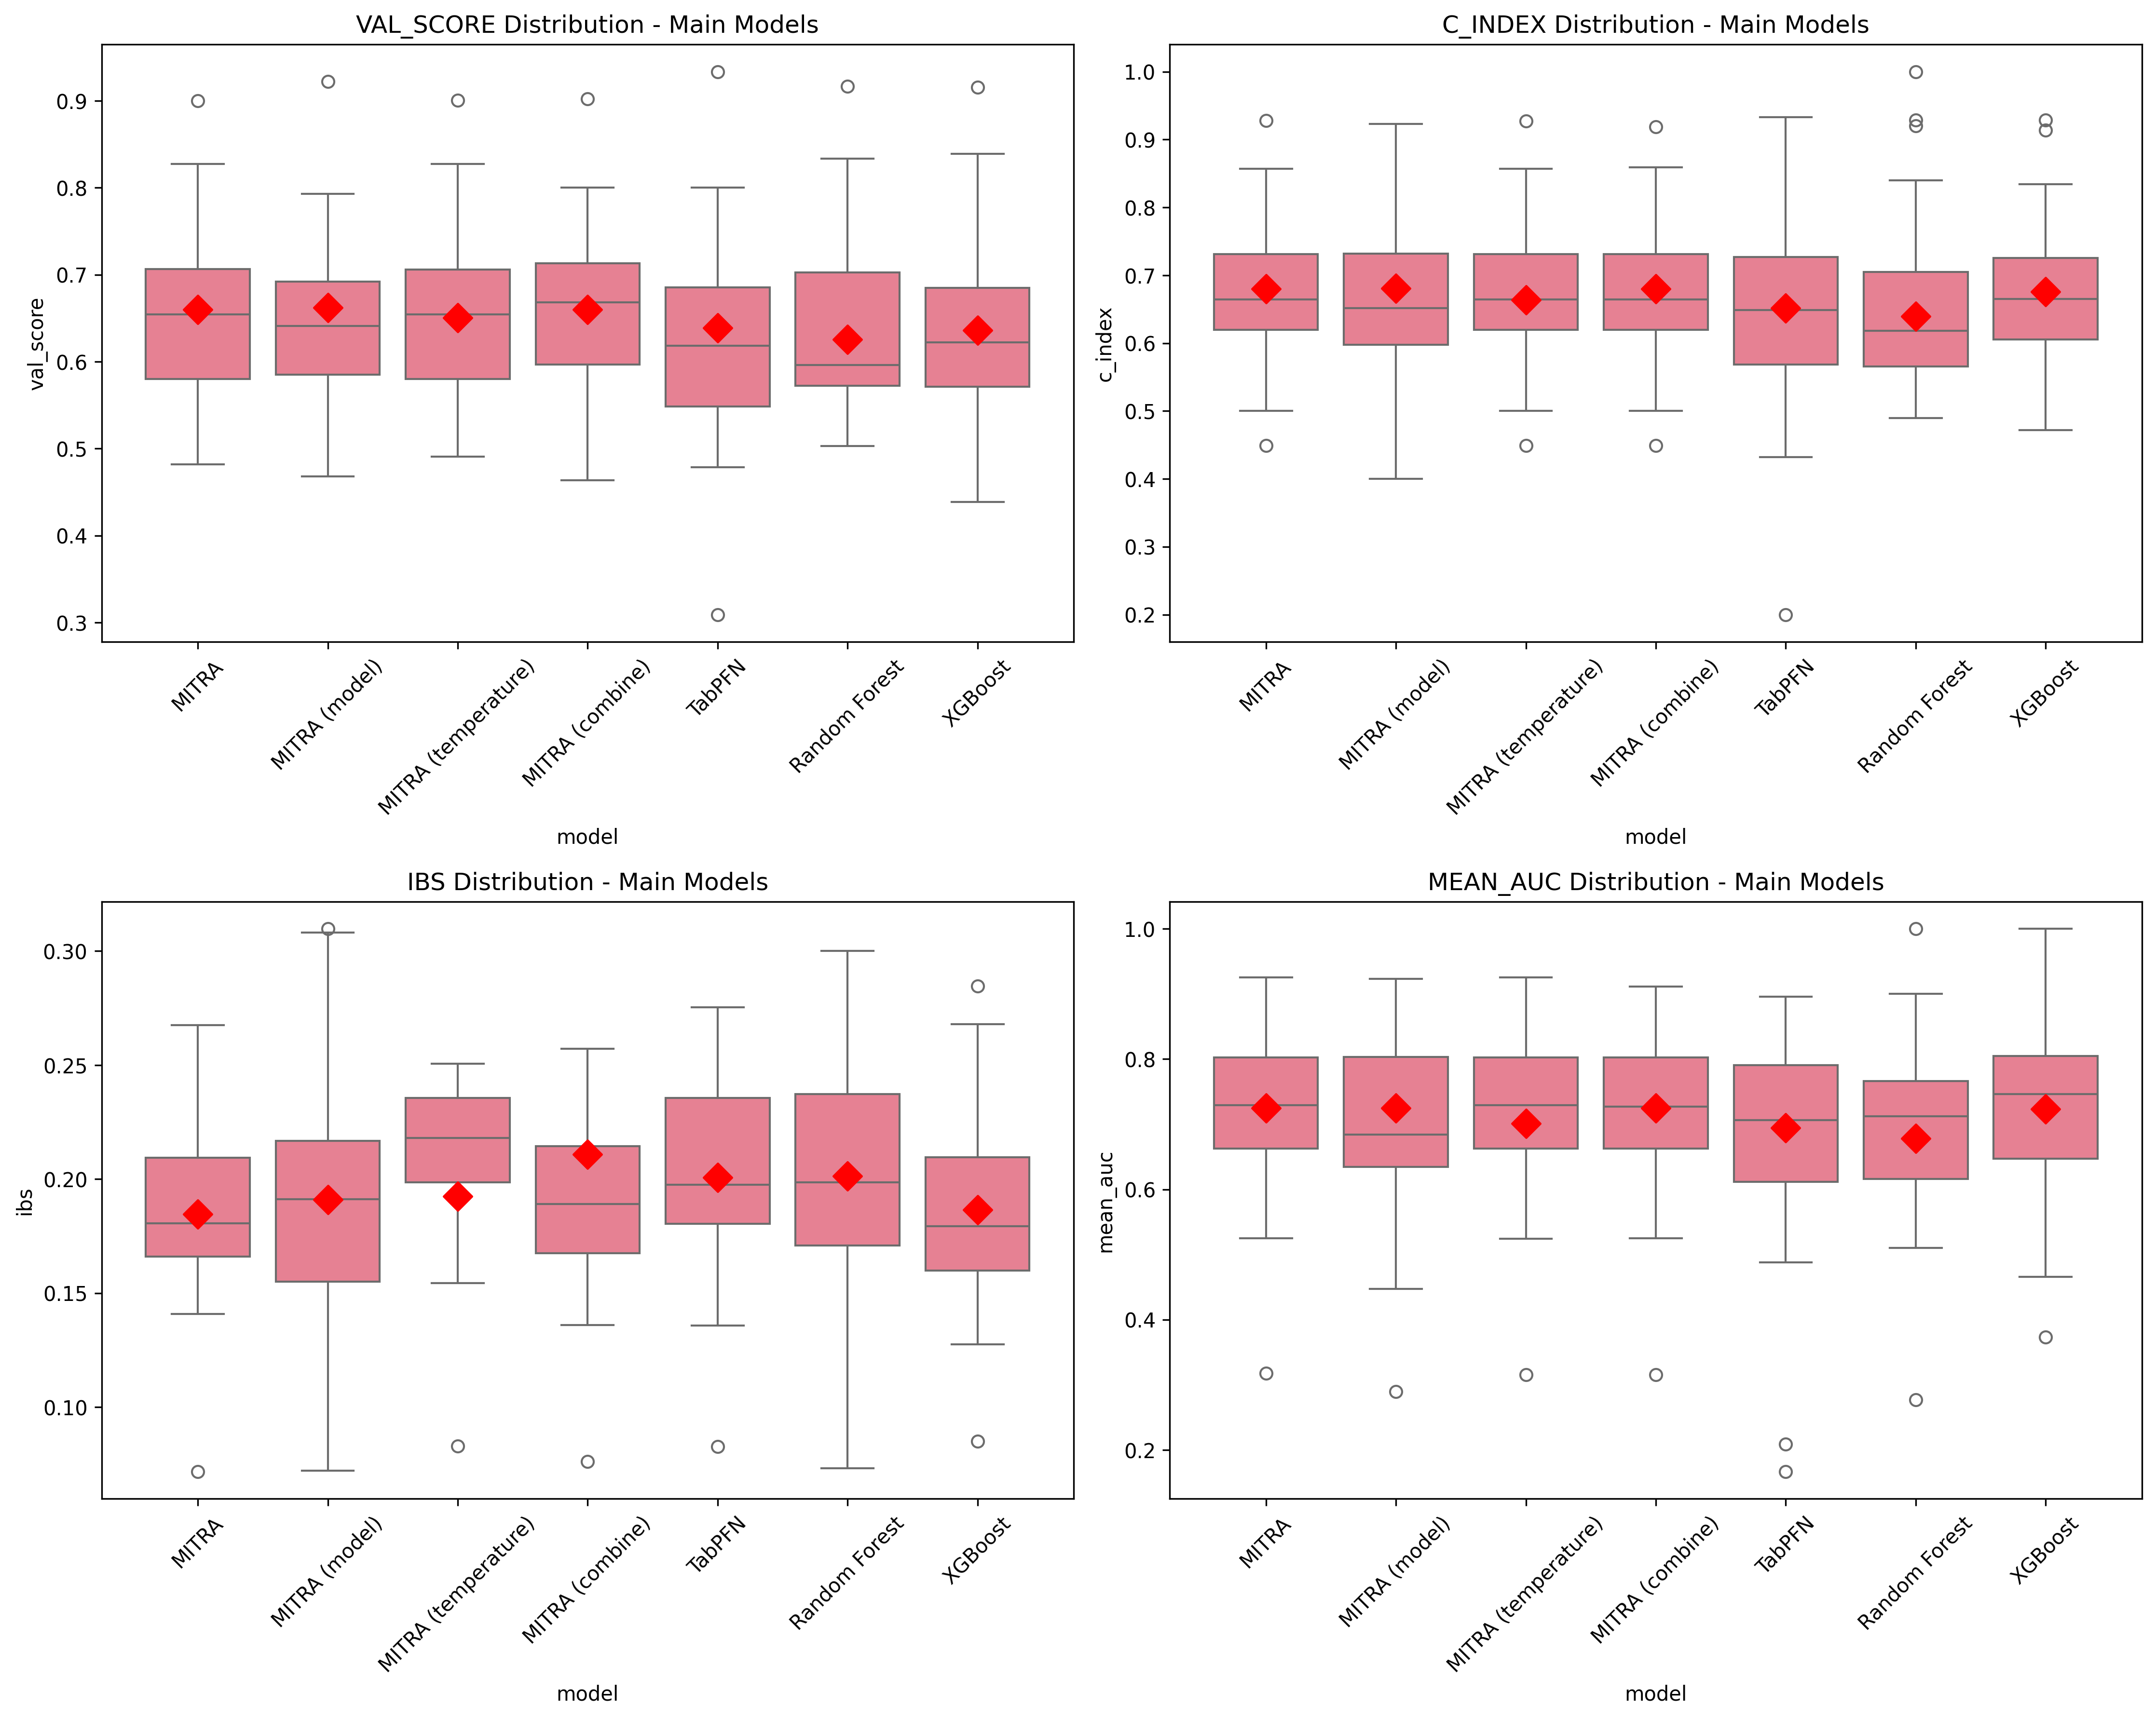 VAL_SCORE Distribution - Main Models
val_score
0.9
0.8
0.7
0.6
0.5
0.4
0.3
MITRA
MITRA (model)
MITRA (temperature)
MITRA (combine)
TabPFN
Random Forest
XGBoost
model
C_INDEX Distribution - Main Models
c_index
1.0
0.9
0.8
0.7
0.6
0.5
0.4
0.3
0.2
MITRA
MITRA (model)
MITRA (temperature)
MITRA (combine)
TabPFN
Random Forest
XGBoost
model
IBS Distribution - Main Models
ibs
0.30
0.25
0.20
0.15
0.10
MITRA
MITRA (model)
MITRA (temperature)
MITRA (combine)
TabPFN
Random Forest
XGBoost
model
MEAN_AUC Distribution - Main Models
mean_auc
1.0
0.8
0.6
0.4
0.2
MITRA
MITRA (model)
MITRA (temperature)
MITRA (combine)
TabPFN
Random Forest
XGBoost
model